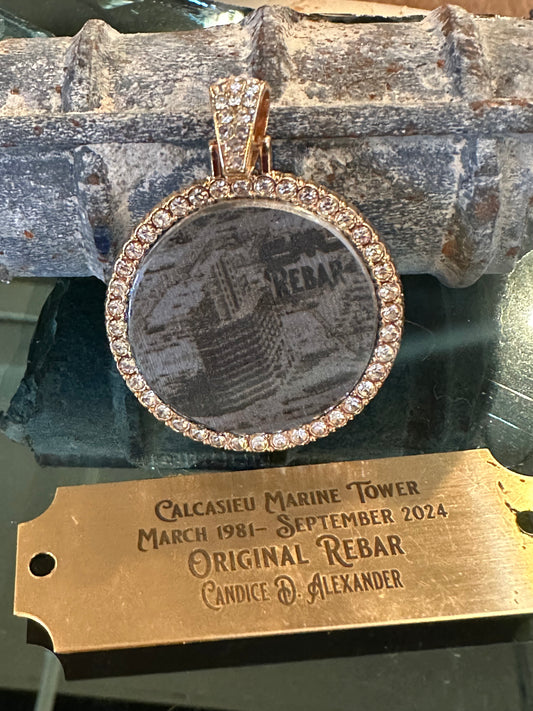 REBAR
CALCASIEU MARINE TOWER
MARCH 1981– SEPTEMBER 2024
ORIGINAL REBAR
CANDICE D. ALEXANDER